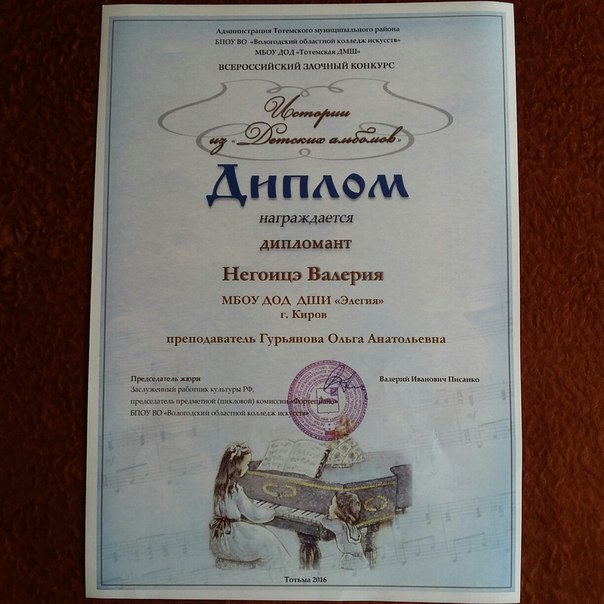 Администрация Тотемского муниципального района
БПОУ ВО «Вологодский областной колледж искусств»
МБОУ ДОД «Тотемская ДМШ»
ВСЕРОССИЙСКИЙ ЗАОЧНЫЙ КОНКУРС
Истории
из «Детских альбомов»
Диплом
награждается
дипломант
Негоицэ Валерия
МБОУ ДОД ДШИ «Элегия»
г. Киров
преподаватель Гурьянова Ольга Анатольевна
Председатель жюри Валерий Иванович Писанко
Заслуженный работник культуры РФ,
председатель предметной (цикловой) комиссии «Фортепиано»
БПОУ ВО «Вологодский областной колледж искусств»
Тотьма 2016